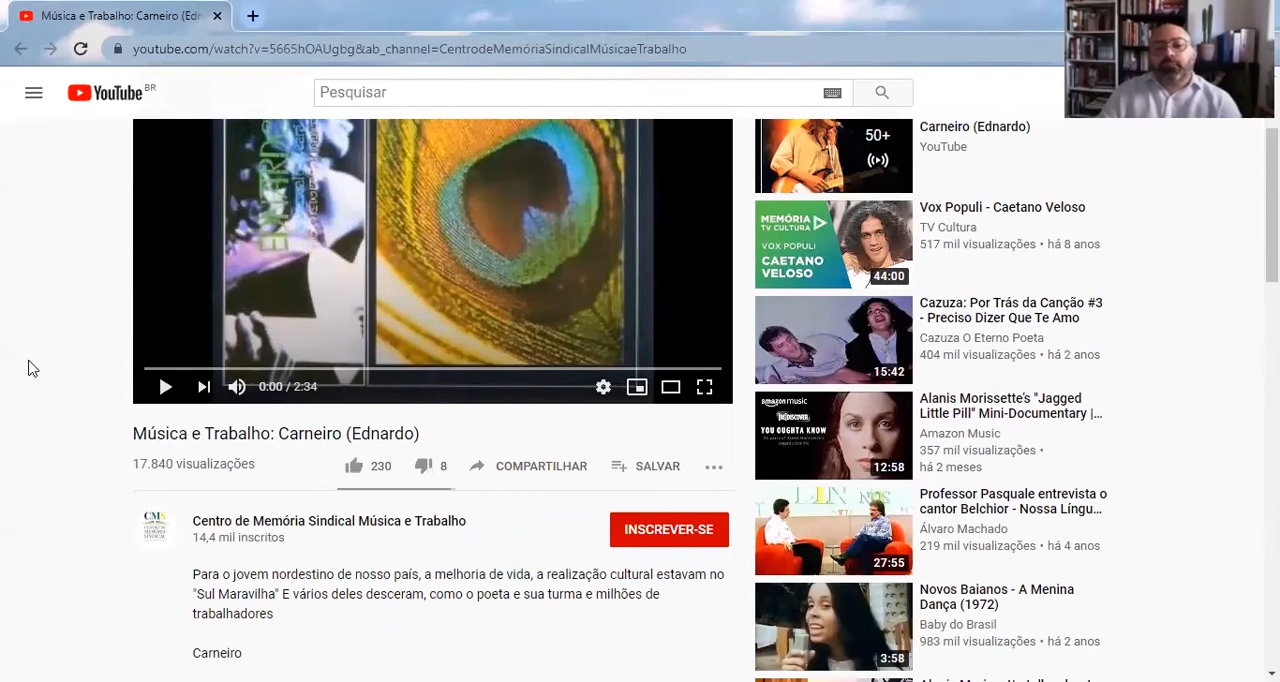 Música e Trabalho: Carneiro (Edn
youtube.com/watch?v=5665hOAUgbg&ab_channel=CentrodeMemóriaSindicalMúsicaeTrabalho
YouTube BR
Pesquisar
0:00 / 2:34
Música e Trabalho: Carneiro (Ednardo)
17.840 visualizações
230
8
COMPARTILHAR
SALVAR
CMS
Centro de Memória Sindical Música e Trabalho
14,4 mil inscritos
INSCREVER-SE
Para o jovem nordestino de nosso país, a melhoria de vida, a realização cultural estavam no
"Sul Maravilha" E vários deles desceram, como o poeta e sua turma e milhões de
trabalhadores
Carneiro
50+
Carneiro (Ednardo)
YouTube
MEMÓRIA
TV CULTURA
VOX POPULI
CAETANO
VELOSO
44:00
Vox Populi - Caetano Veloso
TV Cultura
517 mil visualizações • há 8 anos
15:42
Cazuza: Por Trás da Canção #3
- Preciso Dizer Que Te Amo
Cazuza O Eterno Poeta
404 mil visualizações • há 2 anos
amazon music
[RE]DISCOVER
YOU OUGHTA KNOW
12:58
Alanis Morissette's "Jagged
Little Pill" Mini-Documentary |...
Amazon Music
357 mil visualizações •
há 2 meses
27:55
Professor Pasquale entrevista o
cantor Belchior - Nossa Língu...
Álvaro Machado
219 mil visualizações • há 4 anos
3:58
Novos Baianos - A Menina
Dança (1972)
Baby do Brasil
983 mil visualizações • há 2 anos